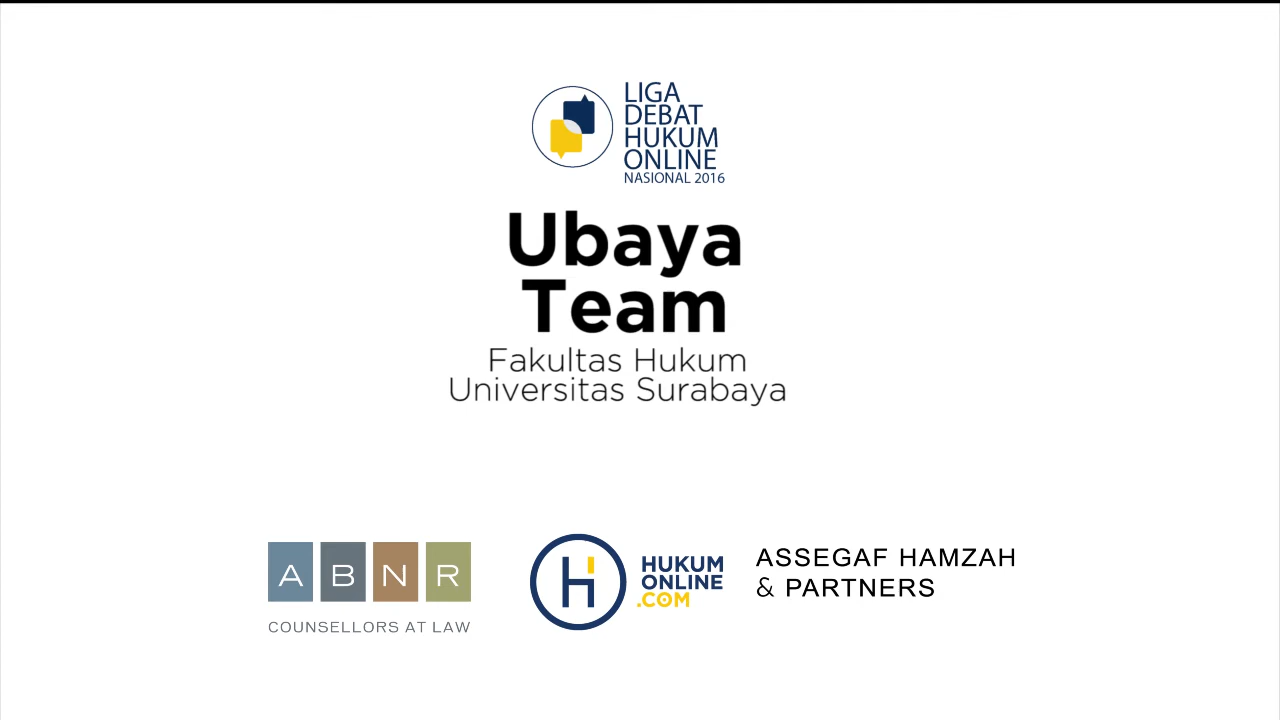 LIGA
DEBAT
HUKUM
ONLINE
NASIONAL 2016
Ubaya
Team
Fakultas Hukum
Universitas Surabaya
A B N R
COUNSELLORS AT LAW
H
HUKUM
ONLINE
.COM
ASSEGAF HAMZAH
& PARTNERS